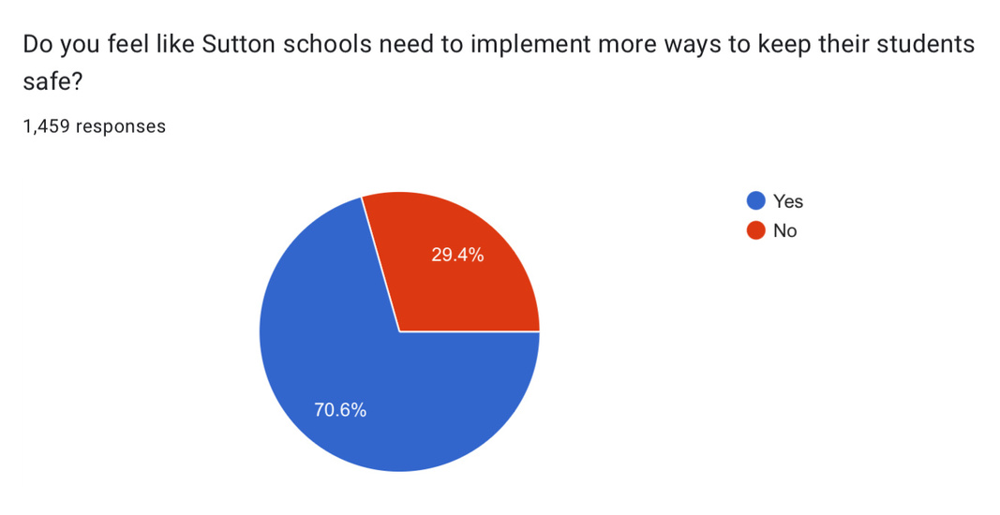 Do you feel like Sutton schools need to implement more ways to keep their students
safe?
1,459 responses
Yes
No
29.4%
70.6%